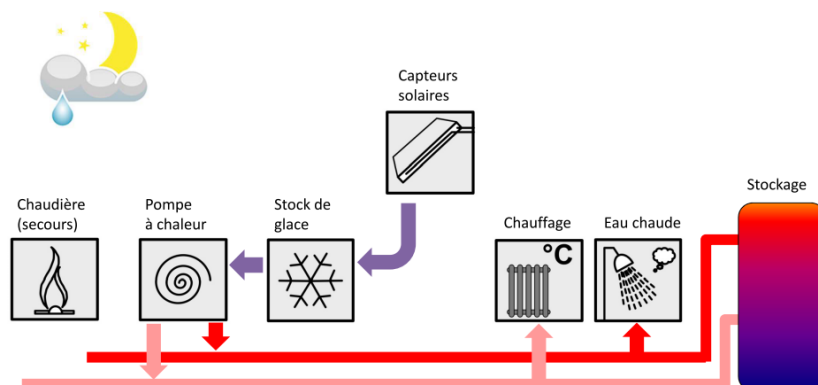 Capteurs
solaires
Stockage
Chaudière
(secours)
Pompe
à chaleur
Stock de
glace
Chauffage
Eau chaude
°C